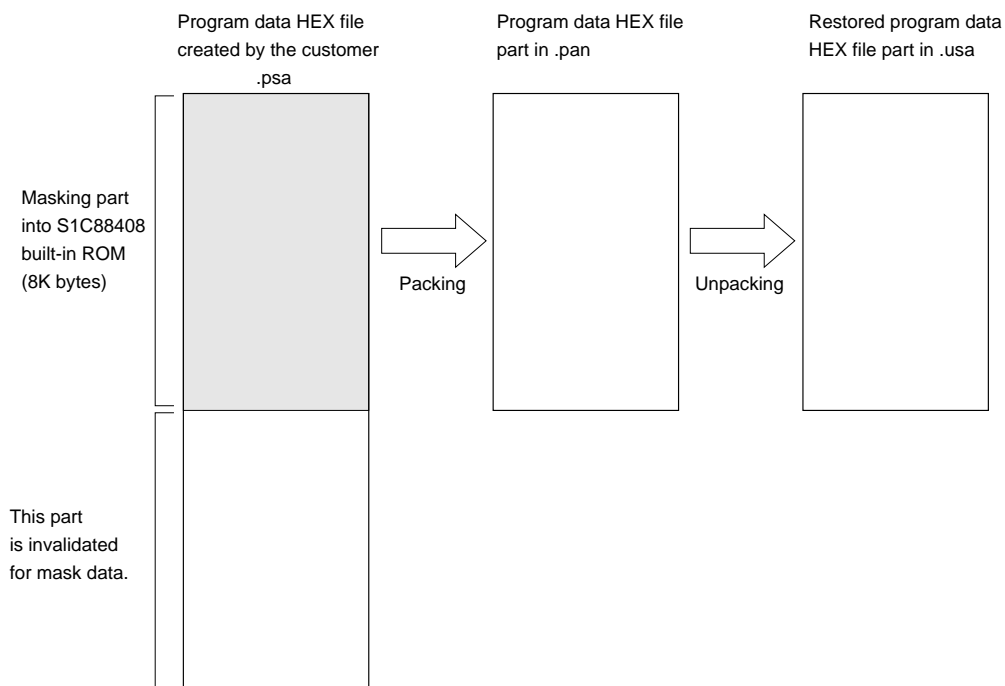 Program data HEX file
created by the customer
.psa
Program data HEX file
part in .pan
Restored program data
HEX file part in .usa
Masking part
into S1C88408
built-in ROM
(8K bytes)
Packing
Unpacking
This part
is invalidated
for mask data.